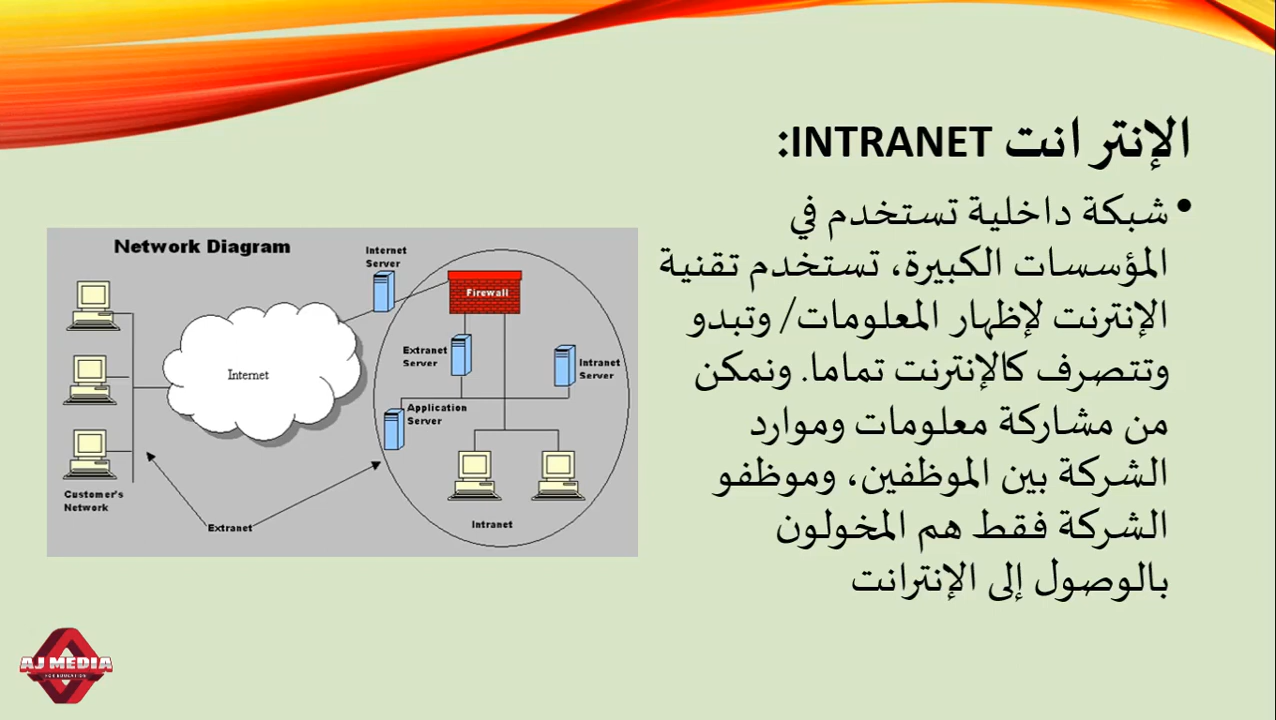 الإنترانت INTRANET:
• شبكة داخلية تستخدم في
المؤسسات الكبيرة، تستخدم تقنية
الإنترنت لإظهار المعلومات/ وتبدو
وتتصرف كالإنترنت تماما. ونمكن
من مشاركة معلومات وموارد
الشركة بين الموظفين، وموظفو
الشركة فقط هم المخولون
بالوصول إلى الإنترانت
Network Diagram
Internet
Server
Firewall
Extranet
Server
Intranet
Server
Internet
Application
Server
Customer's
Network
Extranet
Intranet
AJ MEDIA
FOR EDUCATION